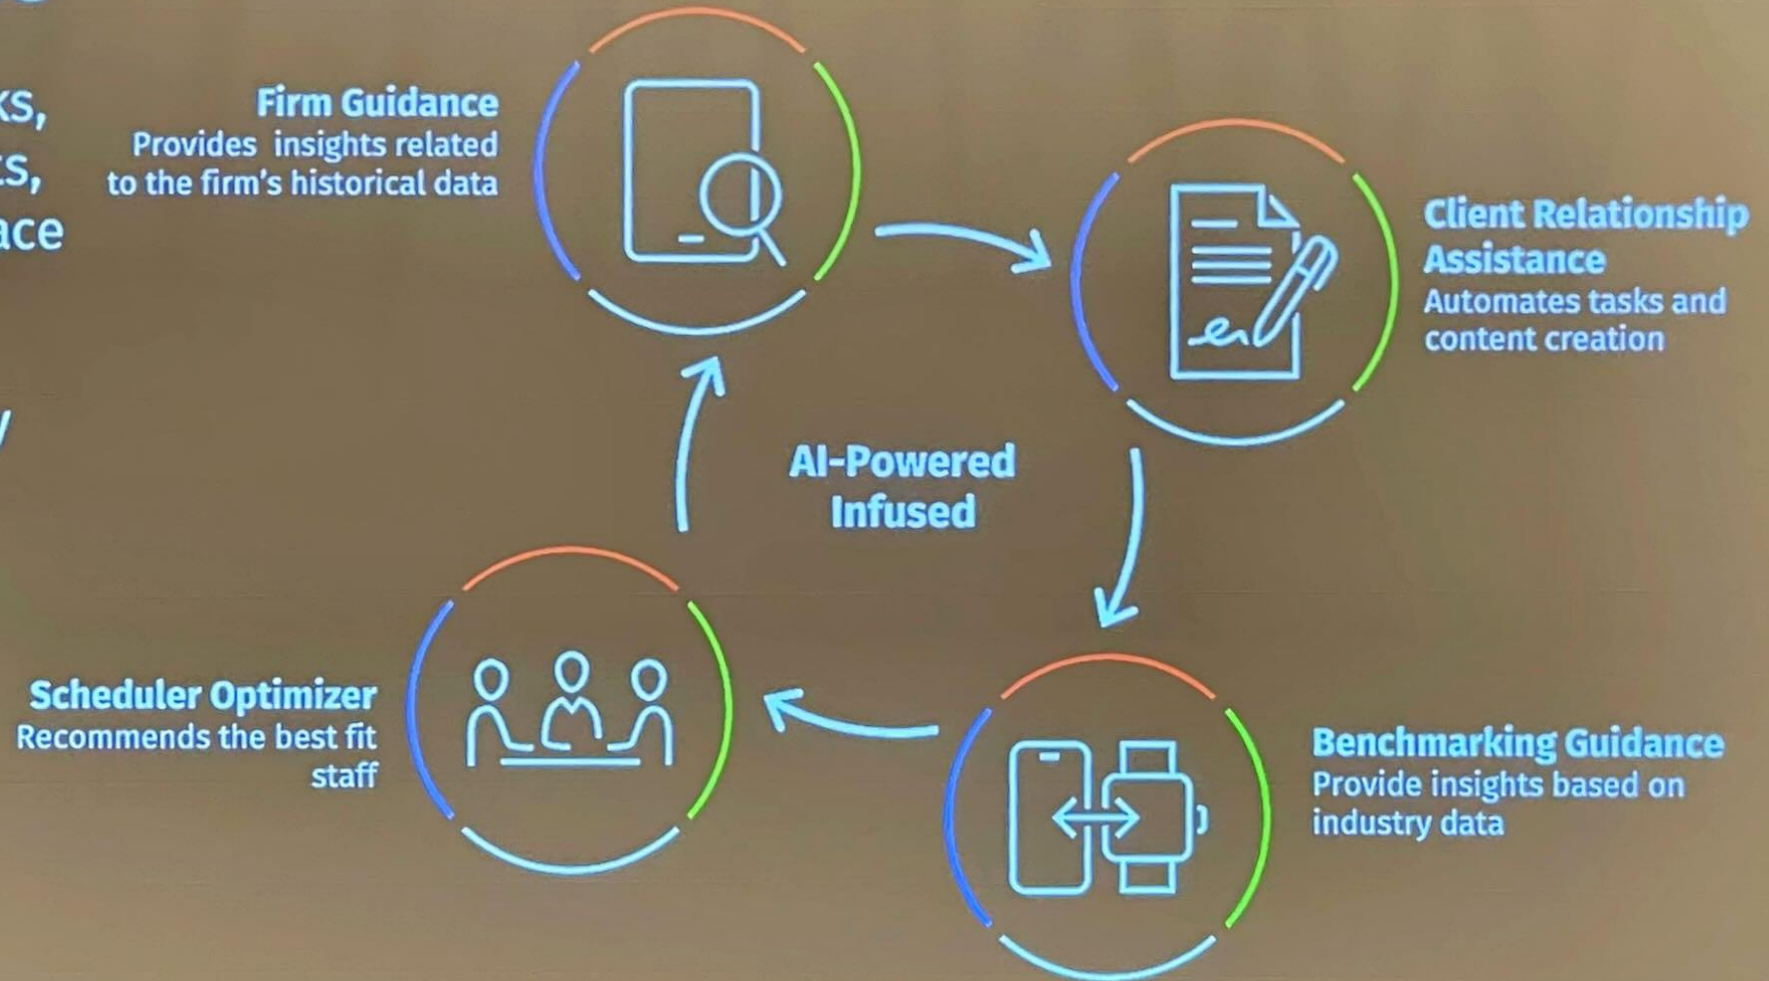 Firm Guidance
Provides insights related
to the firm's historical data
Client Relationship
Assistance
Automates tasks and
content creation
AI-Powered
Infused
Scheduler Optimizer
Recommends the best fit
staff
Benchmarking Guidance
Provide insights based on
industry data